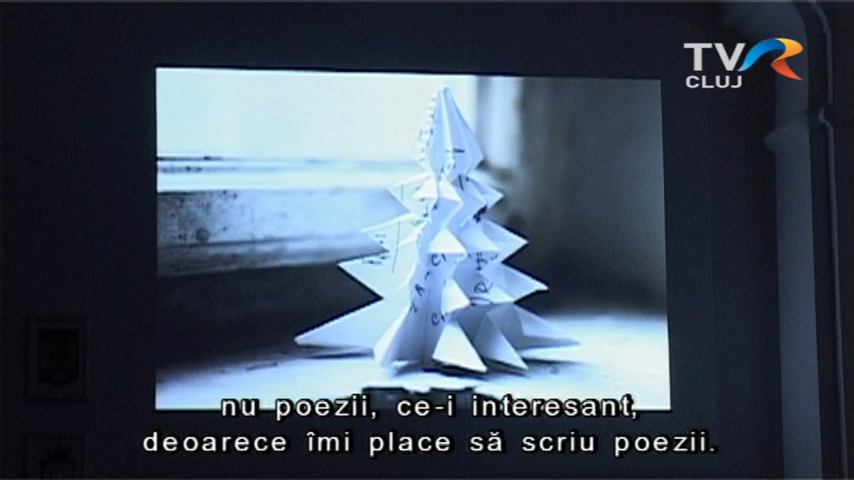 TVR
CLUJ
nu poezii, ce-i interesant,
deoarece îmi place să scriu poezii.